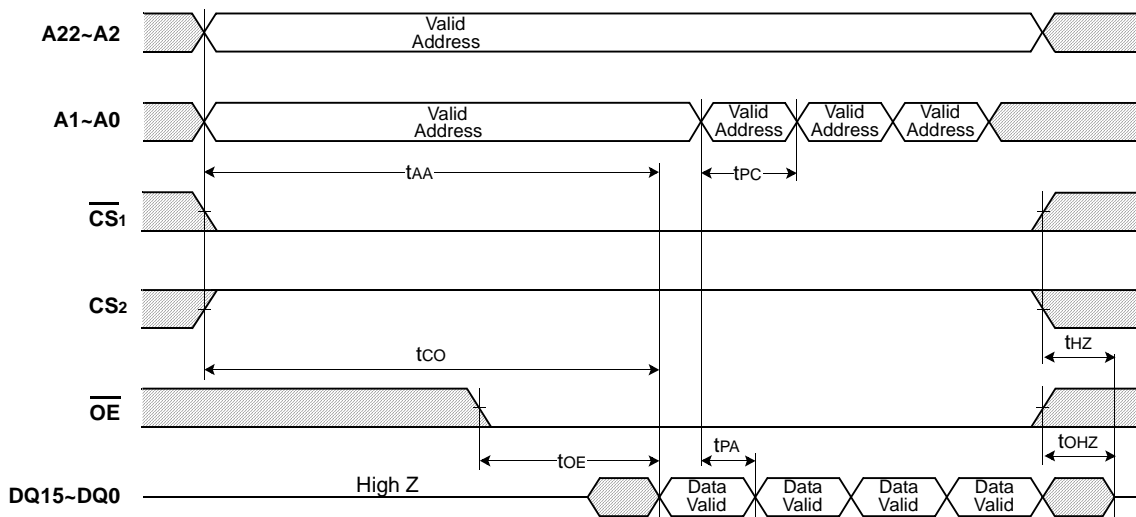 A22~A2
Valid
Address
A1~A0
Valid
Address
Valid
Address
Valid
Address
Valid
Address
tAA
tPC
CS1
CS2
tCO
tHZ
OE
tOE
tPA
tOHZ
DQ15~DQ0
High Z
Data
Valid
Data
Valid
Data
Valid
Data
Valid